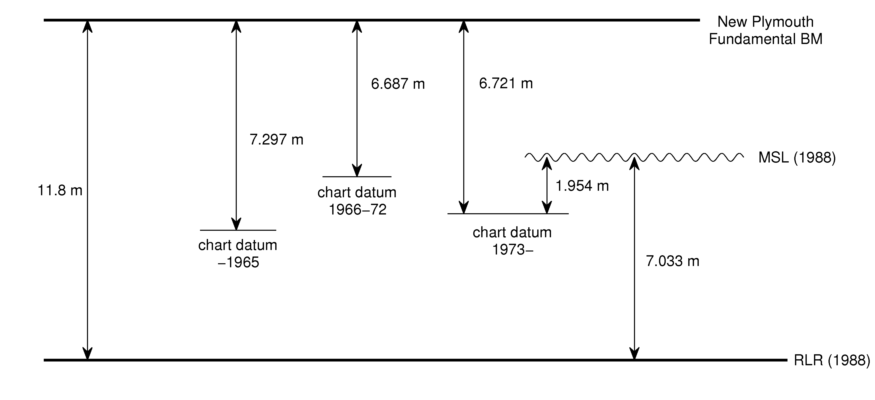 New Plymouth
Fundamental BM
6.687 m
6.721 m
7.297 m
MSL (1988)
11.8 m
1.954 m
chart datum
1966–72
chart datum
1973–
chart datum
–1965
7.033 m
RLR (1988)